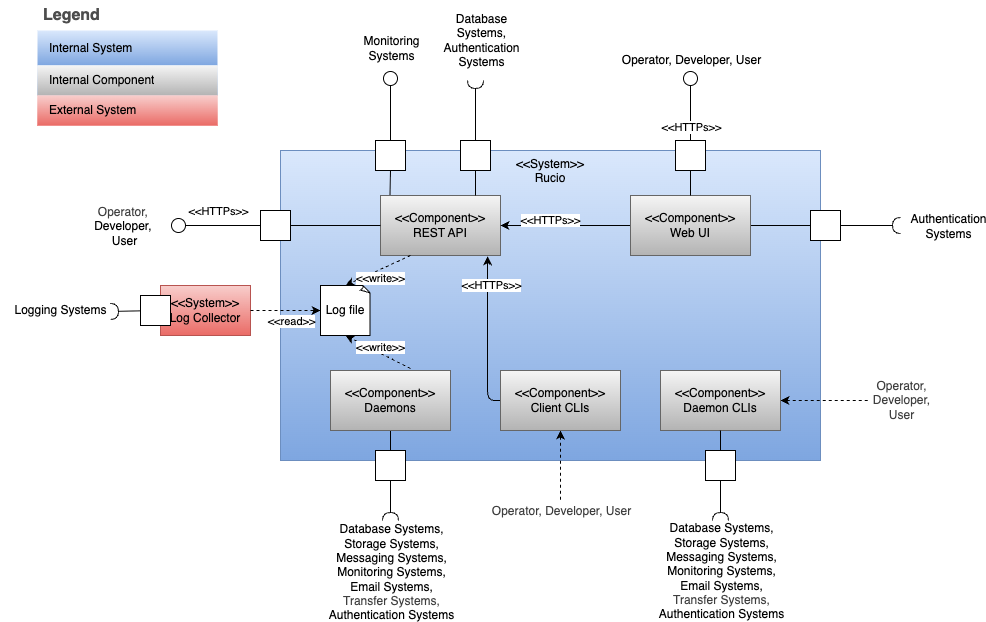 Legend
Internal System
Internal Component
External System
Monitoring
Systems
Database
Systems,
Authentication
Systems
Operator, Developer, User
<<HTTPs>>
<<System>>
Rucio
Operator,
Developer,
User
<<HTTPs>>
<<Component>>
REST API
<<HTTPs>>
<<Component>>
Web UI
Authentication
Systems
<<write>>
<<HTTPs>>
Logging Systems
<<System>>
Log Collector
<<read>>
Log file
<<write>>
<<Component>>
Daemons
<<Component>>
Client CLIs
<<Component>>
Daemon CLIs
Operator,
Developer,
User
Operator, Developer, User
Database Systems,
Storage Systems,
Messaging Systems,
Monitoring Systems,
Email Systems,
Transfer Systems,
Authentication Systems
Database Systems,
Storage Systems,
Messaging Systems,
Monitoring Systems,
Email Systems,
Transfer Systems,
Authentication Systems